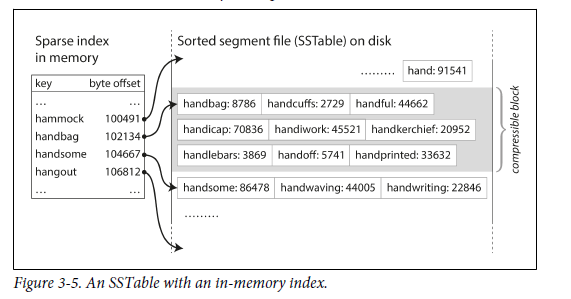 Sparse index
in memory
key byte offset
... ...
hammock 100491
handbag 102134
handsome 104667
hangout 106812
... ...
Sorted segment file (SSTable) on disk
......... hand: 91541
handbag: 8786 handcuffs: 2729 handful: 44662
handicap: 70836 handiwork: 45521 handkerchief: 20952
handlebars: 3869 handoff: 5741 handprinted: 33632
handsome: 86478 handwaving: 44005 handwriting: 22846
.........
compressible block
Figure 3-5. An SSTable with an in-memory index.